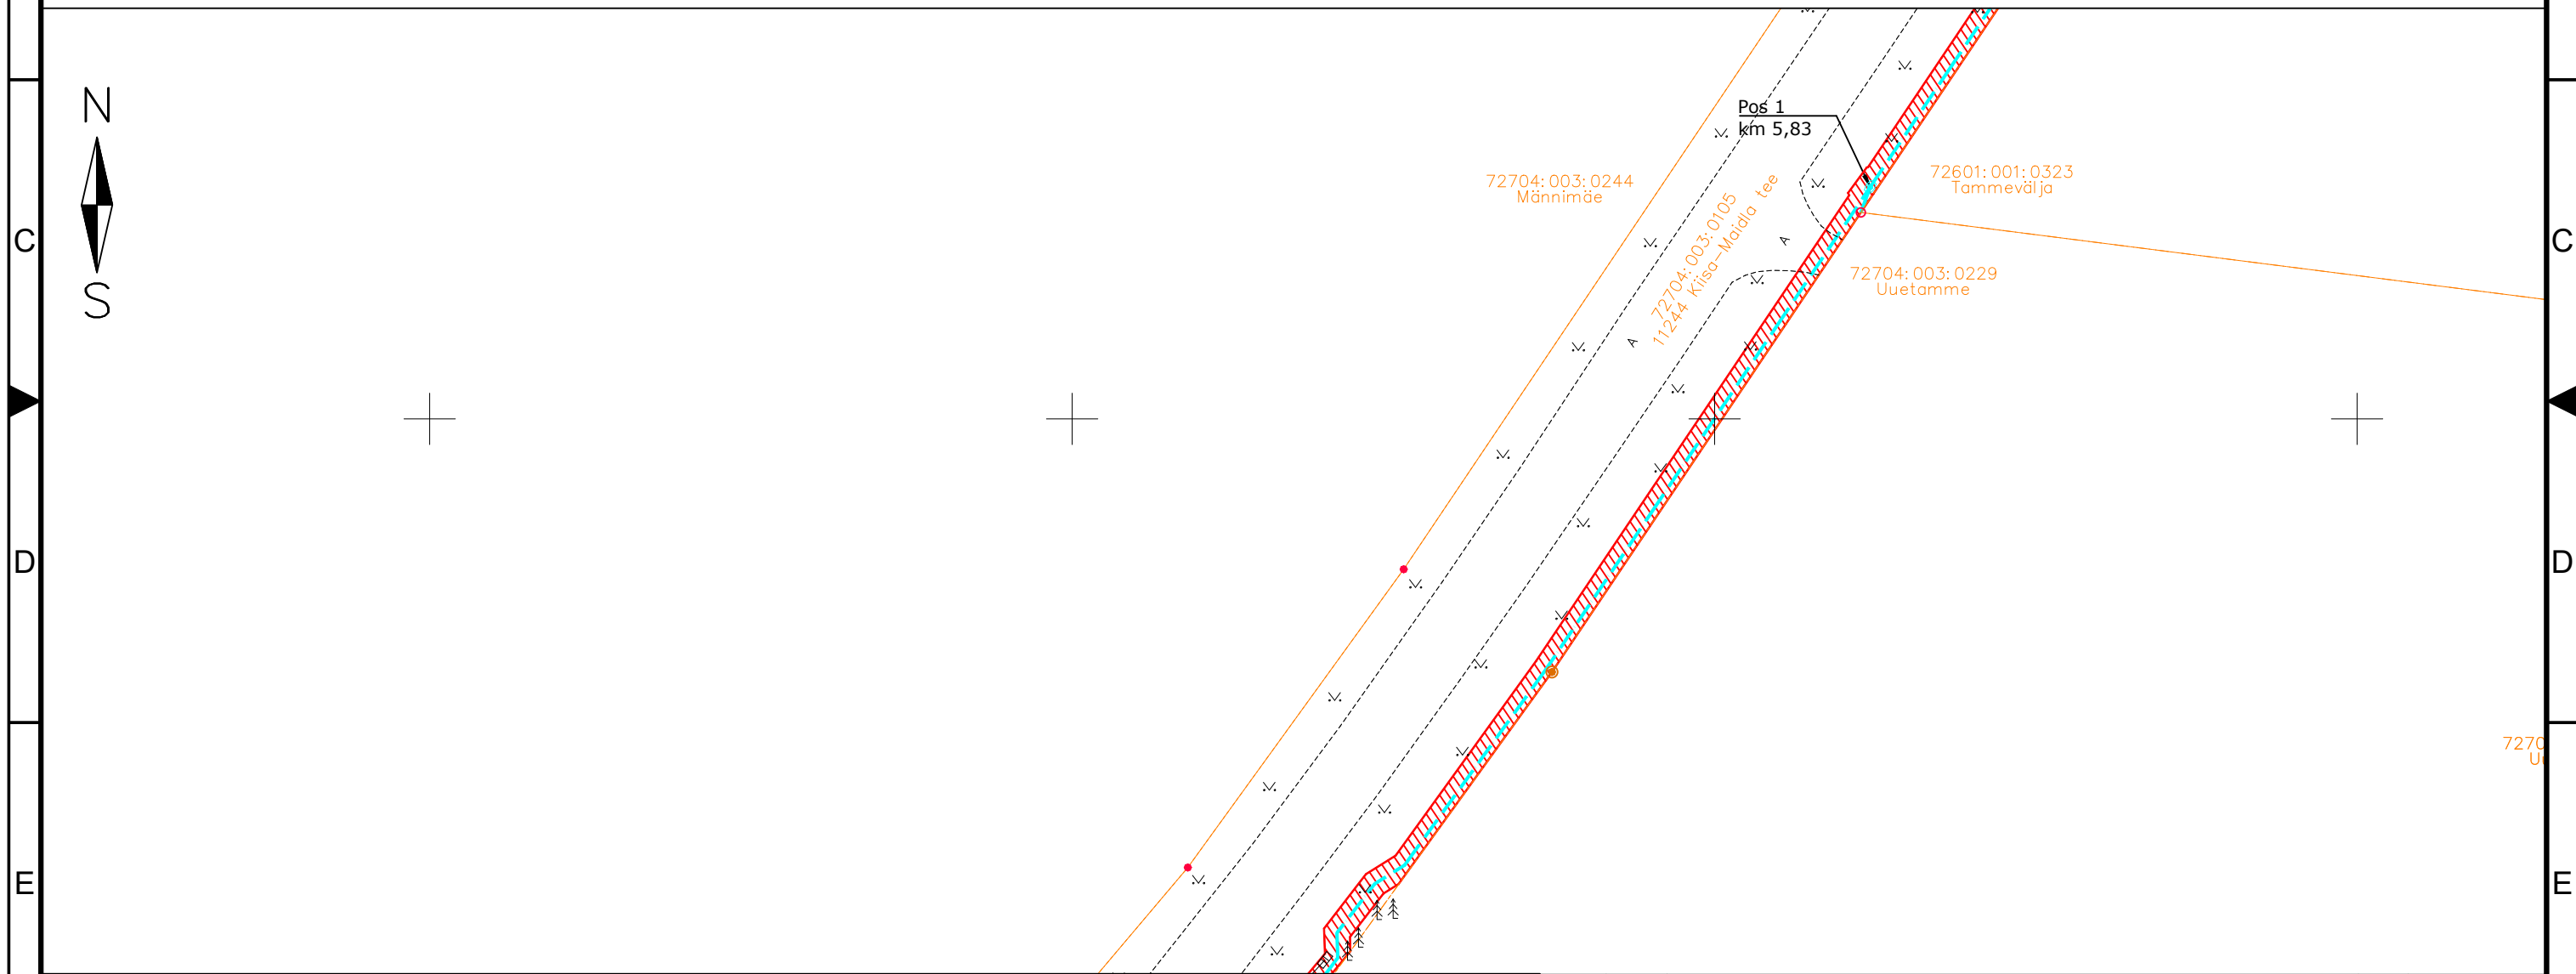 N
S
C
D
E
Pos 1
km 5,83
72704:003:0244
Männimäe
72704:003:0105
11244 Kiisa-Maidla tee
A
A
72601:001:0323
Tammevälja
72704:003:0229
Uuetamme
7270
C
D
E